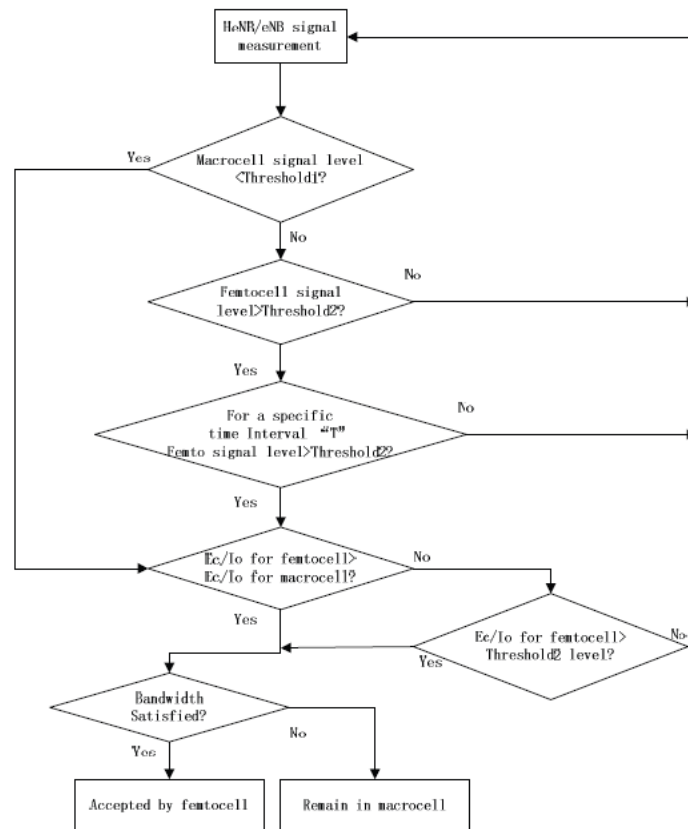 HeNB/eNB signal
measurement
Yes
Macrocell signal level
<Threshold1?
No
No
Femtocell signal
level>Threshold2?
Yes
For a specific
time Interval “T”
Femto signal level>Threshold2?
No
Yes
Ec/Io for femtocell>
Ec/Io for macrocell?
No
Yes
Ec/Io for femtocell>
Threshold2 level?
No
Yes
Bandwidth
Satisfied?
No
Yes
Accepted by femtocell
Remain in macrocell